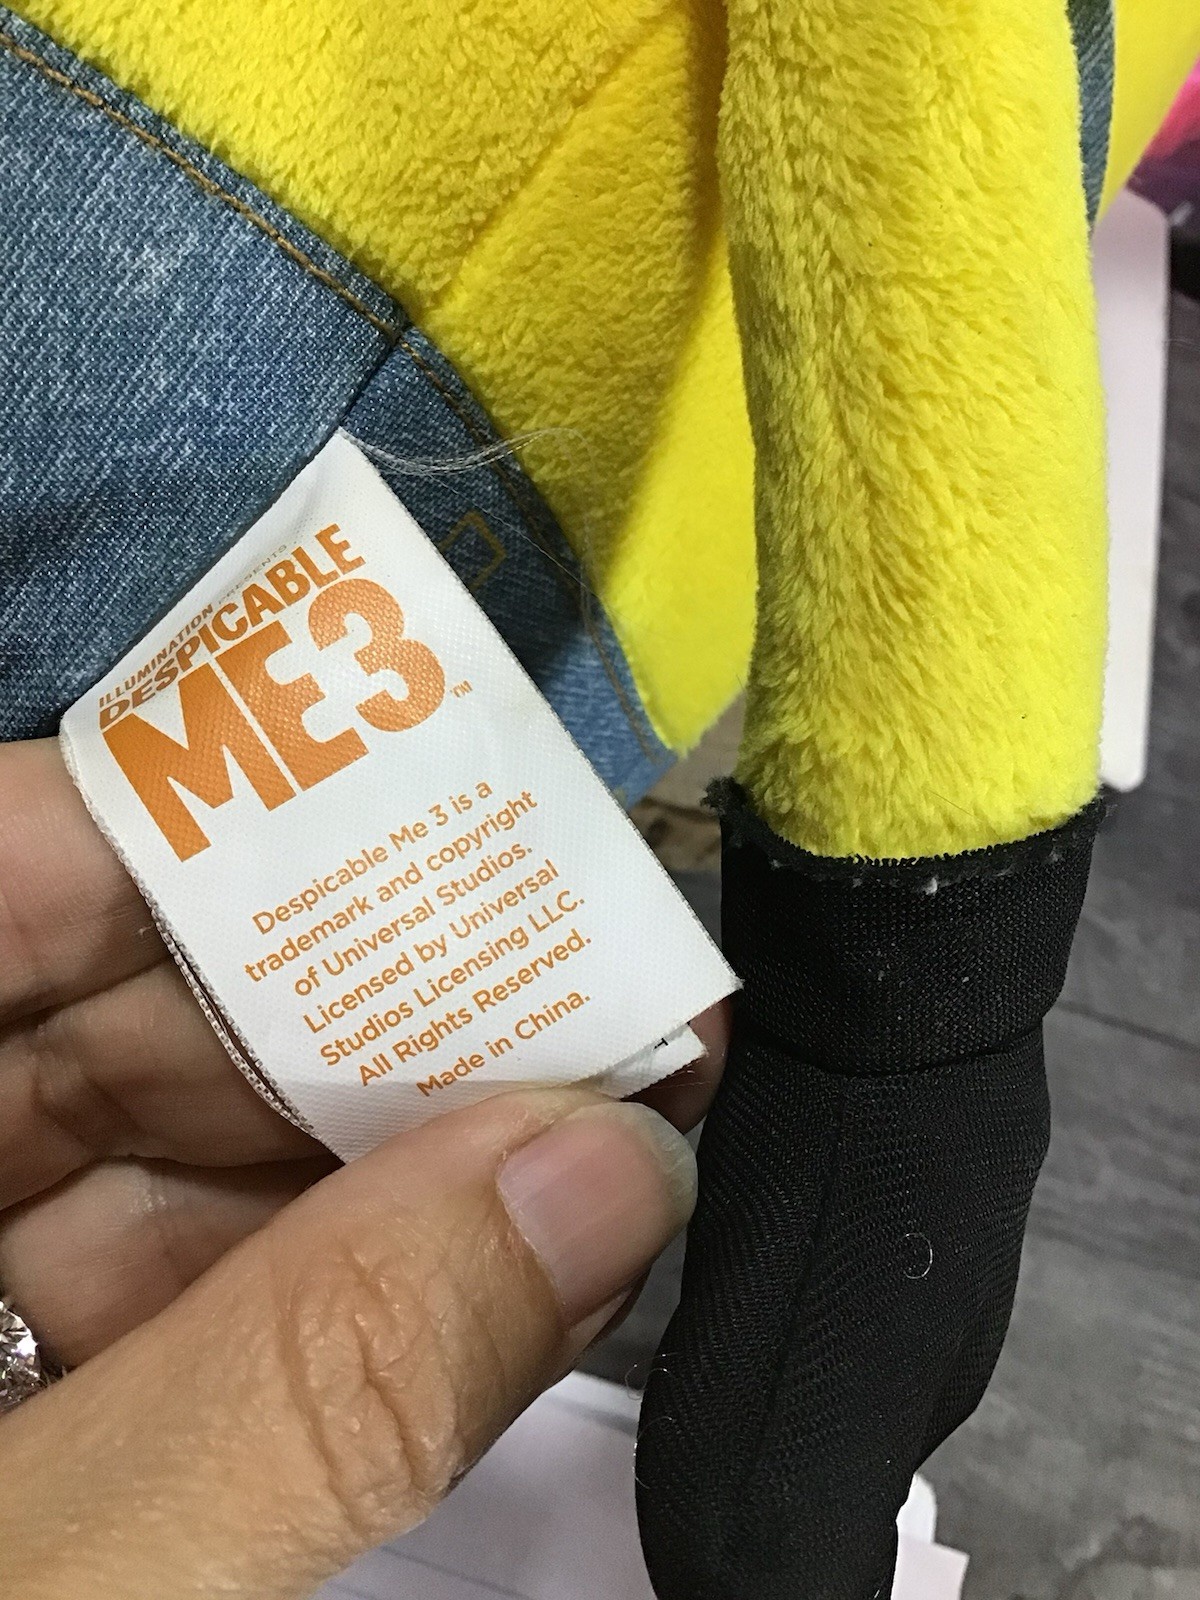 ILLUMINATION PRESENTS
DESPICABLE
ME3™
Despicable Me 3 is a
trademark and copyright
of Universal Studios.
Licensed by Universal
Studios Licensing LLC.
All Rights Reserved.
Made in China.